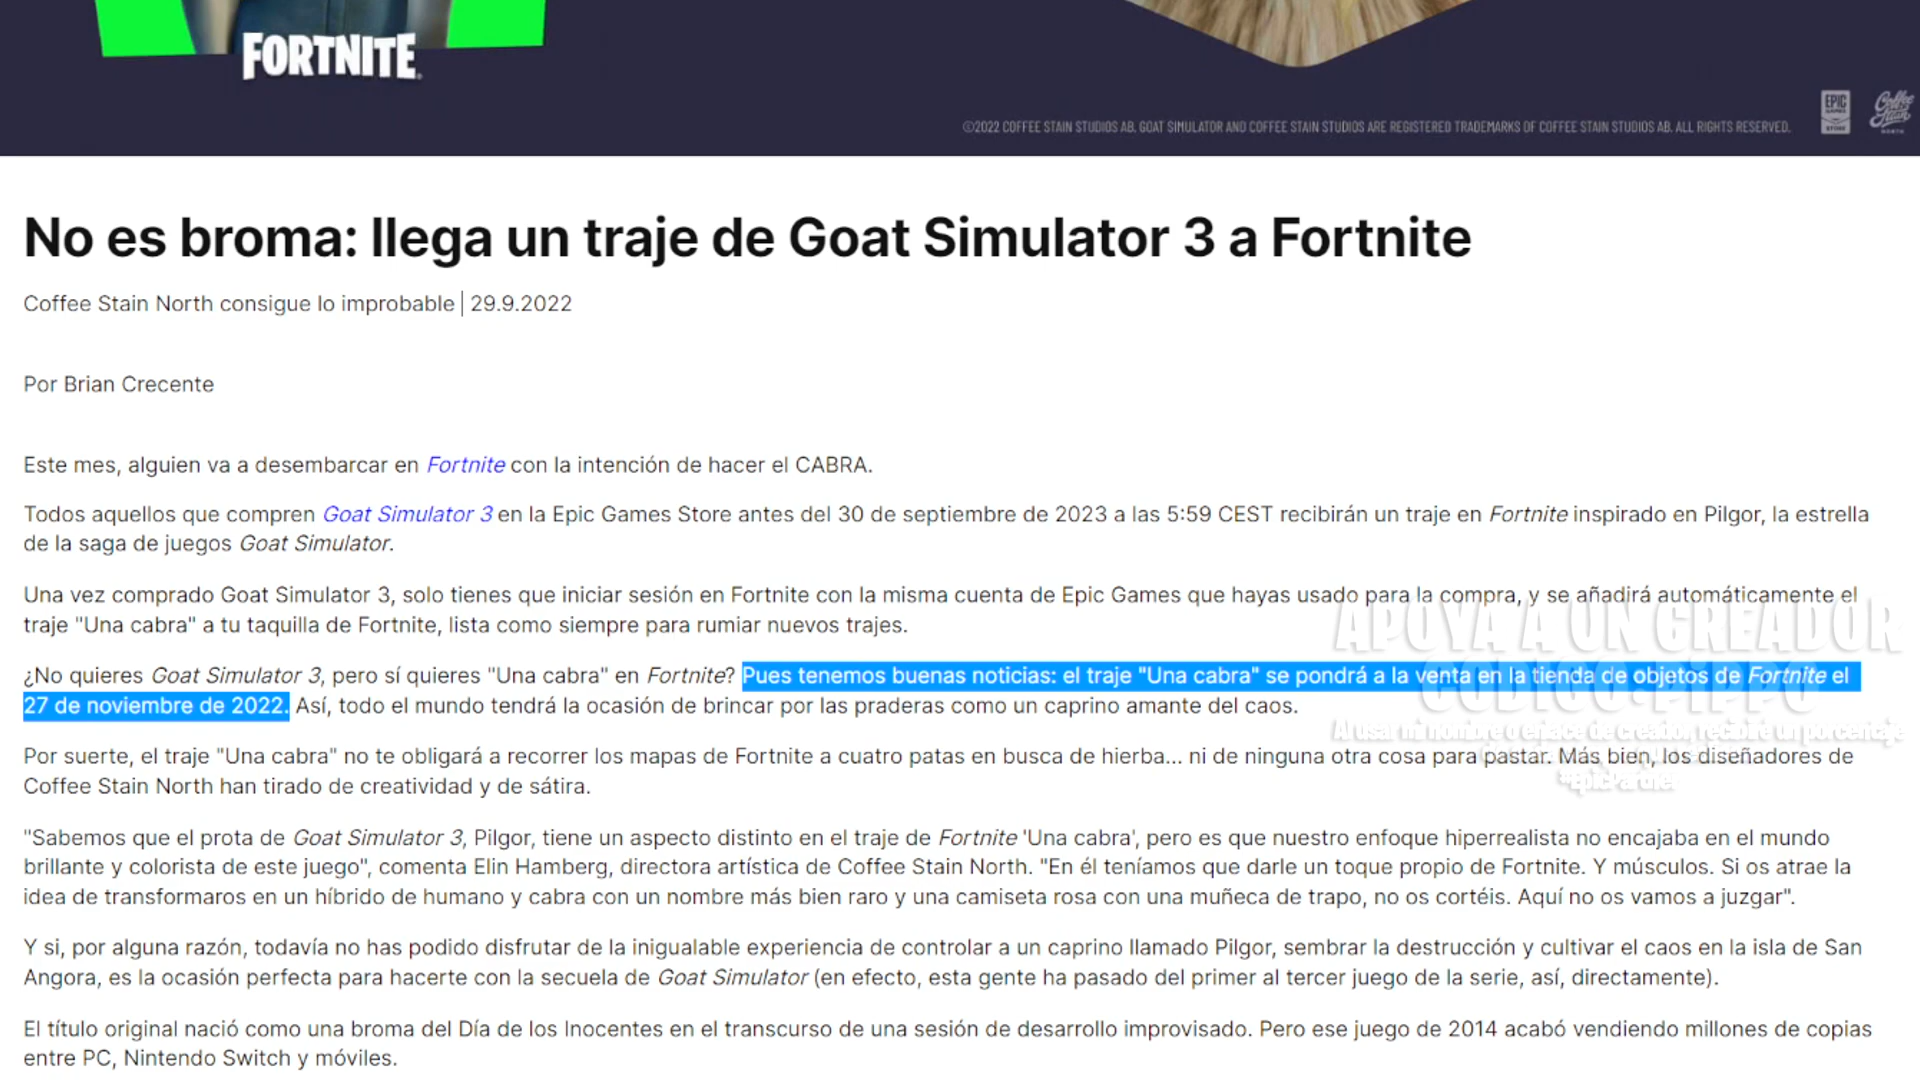 FORTNITE
EPIC GAMES STORE
Coffee Stain NORTH
©2022 COFFEE STAIN STUDIOS AB. GOAT SIMULATOR AND COFFEE STAIN STUDIOS ARE REGISTERED TRADEMARKS OF COFFEE STAIN STUDIOS AB. ALL RIGHTS RESERVED.
No es broma: llega un traje de Goat Simulator 3 a Fortnite
Coffee Stain North consigue lo improbable | 29.9.2022
Por Brian Crecente
Este mes, alguien va a desembarcar en Fortnite con la intención de hacer el CABRA.
Todos aquellos que compren Goat Simulator 3 en la Epic Games Store antes del 30 de septiembre de 2023 a las 5:59 CEST recibirán un traje en Fortnite inspirado en Pilgor, la estrella
de la saga de juegos Goat Simulator.
Una vez comprado Goat Simulator 3, solo tienes que iniciar sesión en Fortnite con la misma cuenta de Epic Games que hayas usado para la compra, y se añadirá automáticamente el
traje "Una cabra" a tu taquilla de Fortnite, lista como siempre para rumiar nuevos trajes.
¿No quieres Goat Simulator 3, pero sí quieres "Una cabra" en Fortnite? Pues tenemos buenas noticias: el traje "Una cabra" se pondrá a la venta en la tienda de objetos de Fortnite el
27 de noviembre de 2022. Así, todo el mundo tendrá la ocasión de brincar por las praderas como un caprino amante del caos.
Por suerte, el traje "Una cabra" no te obligará a recorrer los mapas de Fortnite a cuatro patas en busca de hierba... ni de ninguna otra cosa para pastar. Más bien, los diseñadores de
Coffee Stain North han tirado de creatividad y de sátira.
"Sabemos que el prota de Goat Simulator 3, Pilgor, tiene un aspecto distinto en el traje de Fortnite 'Una cabra', pero es que nuestro enfoque hiperrealista no encajaba en el mundo
brillante y colorista de este juego", comenta Elin Hamberg, directora artística de Coffee Stain North. "En él teníamos que darle un toque propio de Fortnite. Y músculos. Si os atrae la
idea de transformaros en un híbrido de humano y cabra con un nombre más bien raro y una camiseta rosa con una muñeca de trapo, no os cortéis. Aquí no os vamos a juzgar".
Y si, por alguna razón, todavía no has podido disfrutar de la inigualable experiencia de controlar a un caprino llamado Pilgor, sembrar la destrucción y cultivar el caos en la isla de San
Angora, es la ocasión perfecta para hacerte con la secuela de Goat Simulator (en efecto, esta gente ha pasado del primer al tercer juego de la serie, así, directamente).
El título original nació como una broma del Día de los Inocentes en el transcurso de una sesión de desarrollo improvisado. Pero ese juego de 2014 acabó vendiendo millones de copias
entre PC, Nintendo Switch y móviles.
APOYA A UN CREADOR
CODIGO: PIPPO
Al usar mi nombre o enlace de creador, recibiré un porcentaje
#EpicPartner